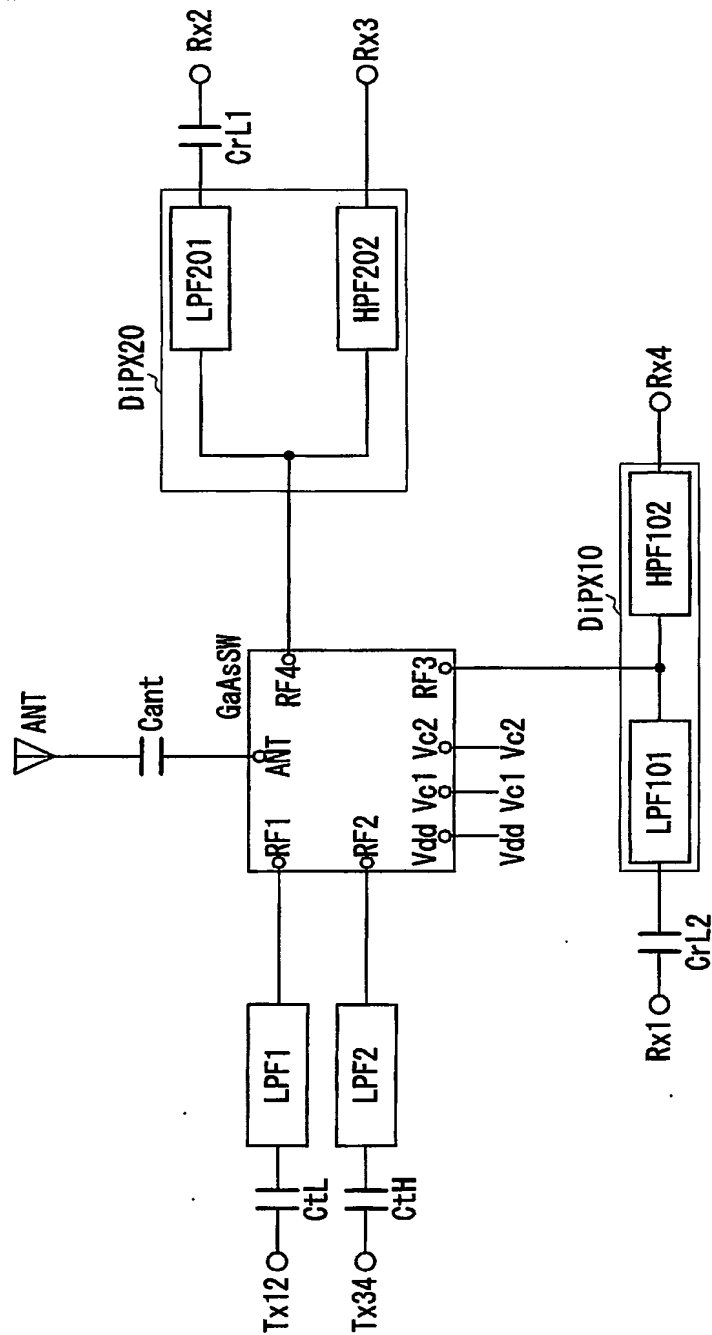 ANT
Cant
GaAsSW
ANT
RF1
RF2
RF4
RF3
Vdd Vc1 Vc2
Vdd Vc1 Vc2
Tx12
CtL
LPF1
Tx34
CtH
LPF2
DiPX20
LPF201
CrL1
Rx2
HPF202
Rx3
DiPX10
Rx1
CrL2
LPF101
HPF102
Rx4